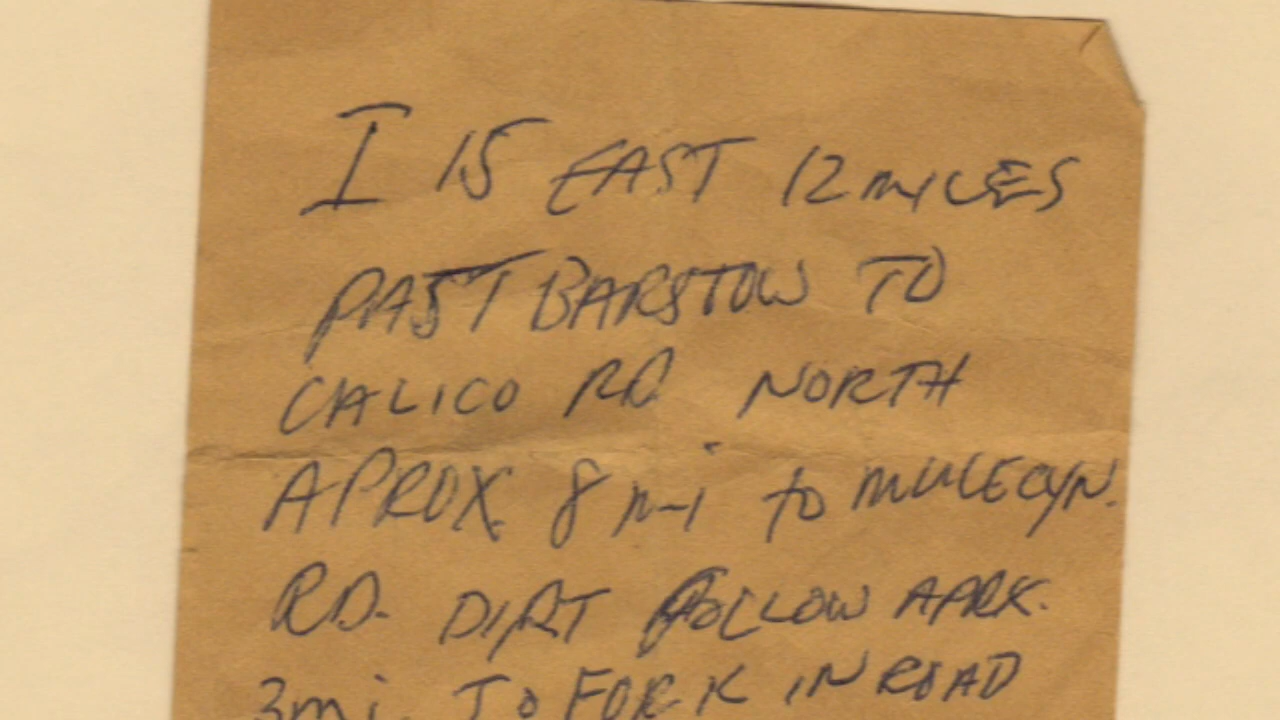 I 15 EAST 12 MILES
PAST BARSTOW TO
CALICO RD NORTH
APROX. 8 mi to MULE CYN.
RD. DIRT FOLLOW APRX.
3mi. TO FORK IN ROAD